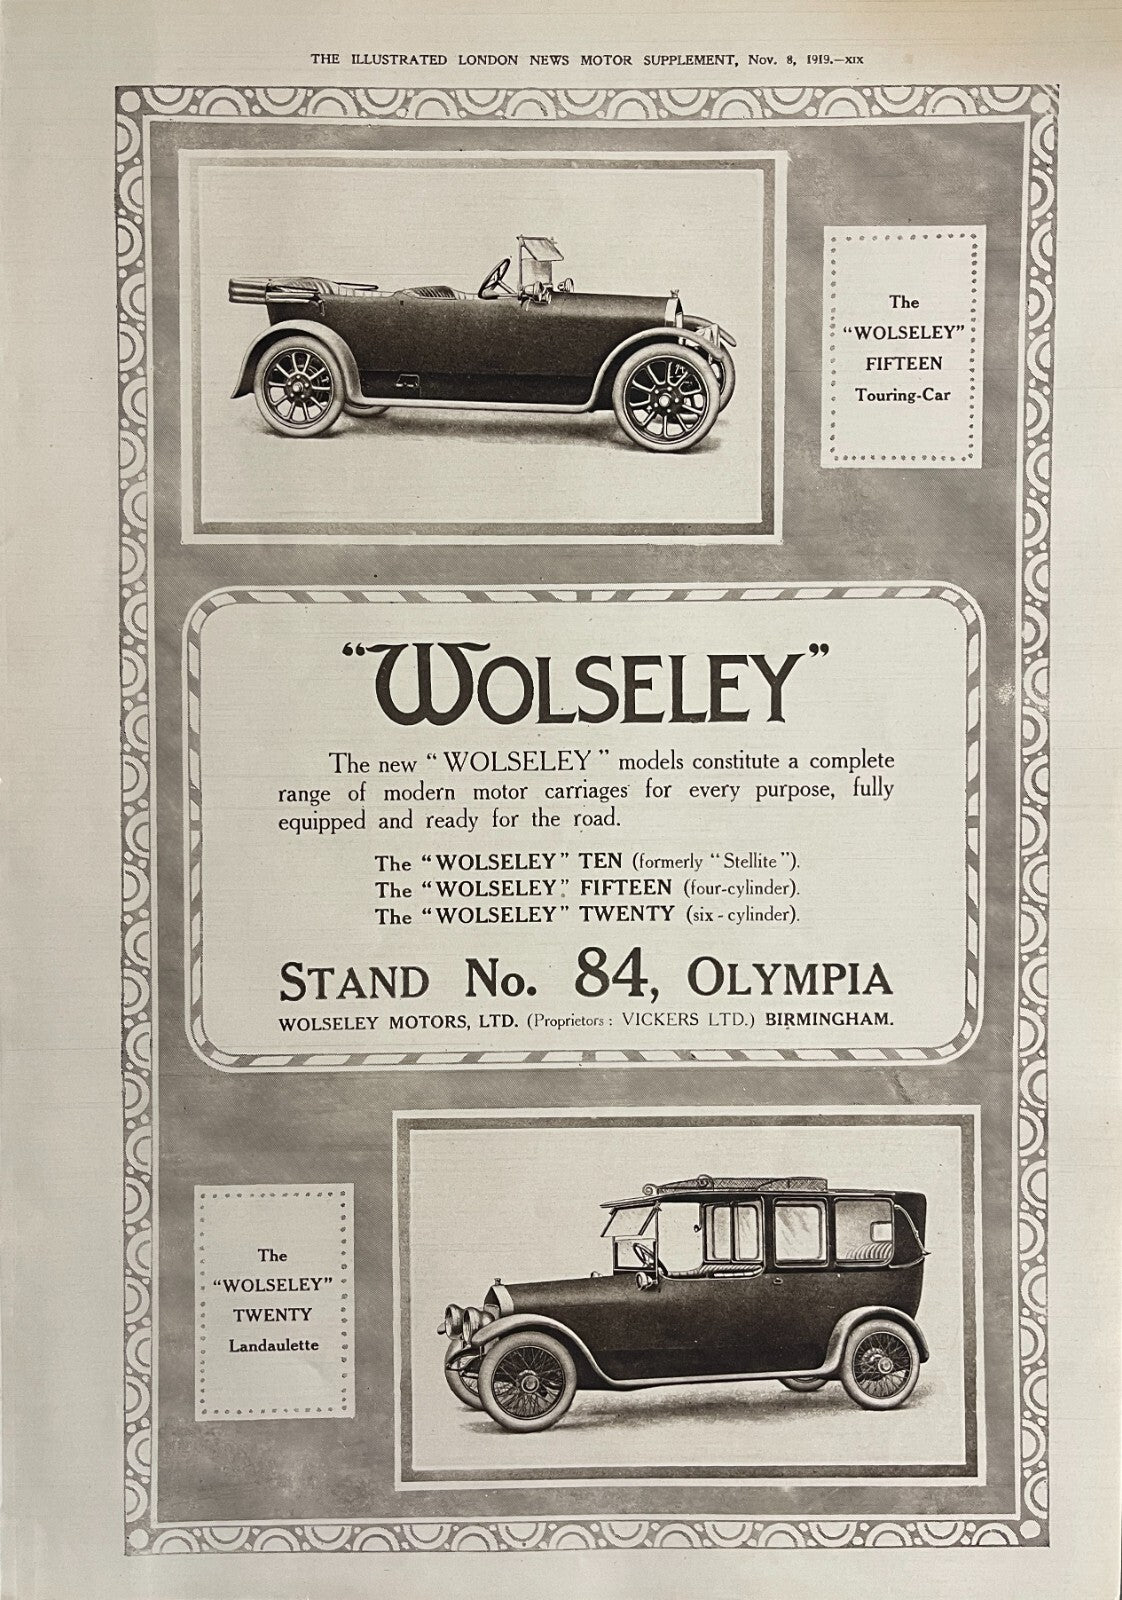 THE ILLUSTRATED LONDON NEWS MOTOR SUPPLEMENT, Nov. 8, 1919.—XIX
The
“WOLSELEY”
FIFTEEN
Touring-Car
“WOLSELEY”
The new “WOLSELEY” models constitute a complete
range of modern motor carriages for every purpose, fully
equipped and ready for the road.
The “WOLSELEY” TEN (formerly “Stellite”).
The “WOLSELEY” FIFTEEN (four-cylinder).
The “WOLSELEY” TWENTY (six-cylinder).
STAND No. 84, OLYMPIA
WOLSELEY MOTORS, LTD. (Proprietors: VICKERS LTD.) BIRMINGHAM.
The
“WOLSELEY”
TWENTY
Landaulette